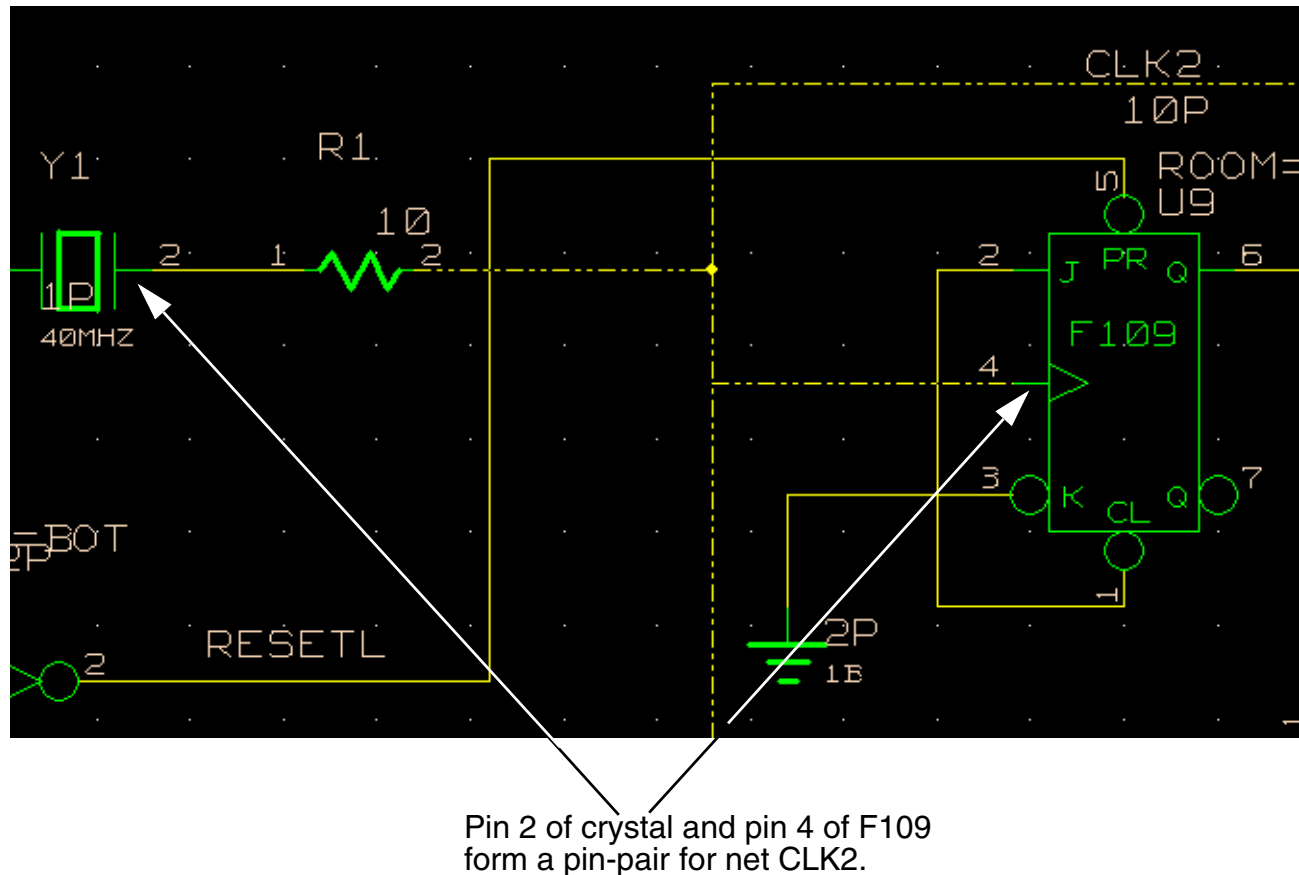 CLK2
10P
R1
Y1
ROOM=
U9
5
10
2
1
2
2
J
PR
Q
6
1P
40MHZ
F109
4
3
K
CL
Q
7
=BOT
2P
1
RESETL
2
2P
1B
1
Pin 2 of crystal and pin 4 of F109
form a pin-pair for net CLK2.